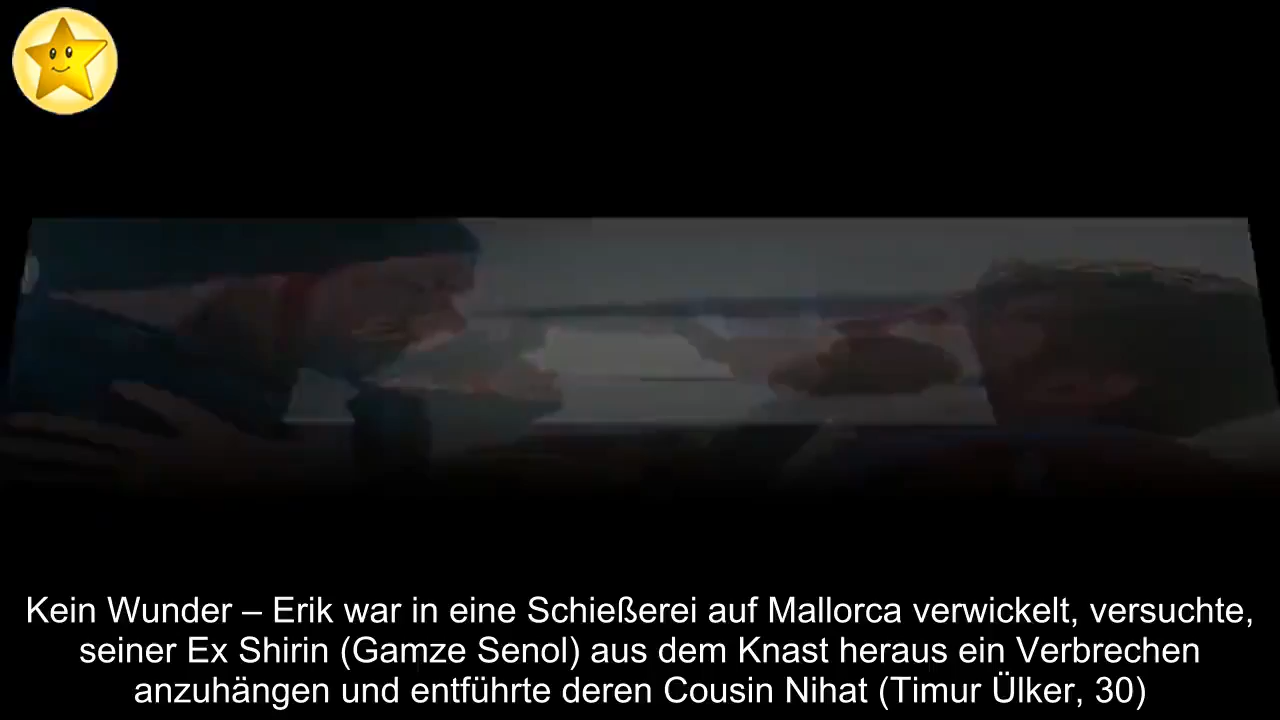 Kein Wunder – Erik war in eine Schießerei auf Mallorca verwickelt, versuchte,
seiner Ex Shirin (Gamze Senol) aus dem Knast heraus ein Verbrechen
anzuhängen und entführte deren Cousin Nihat (Timur Ülker, 30)